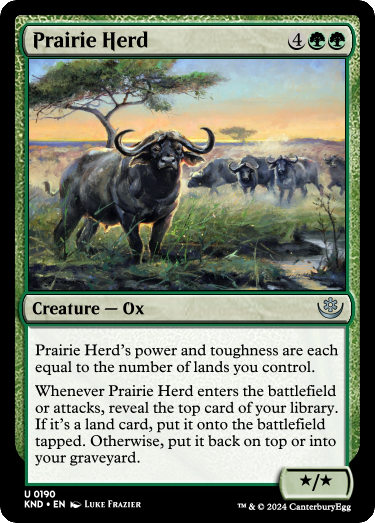 Prairie Herd 4
Creature — Ox
Prairie Herd's power and toughness are each
equal to the number of lands you control.
Whenever Prairie Herd enters the battlefield
or attacks, reveal the top card of your library.
If it's a land card, put it onto the battlefield
tapped. Otherwise, put it back on top or into
your graveyard.
*/*
U 0190
KND • EN Luke Frazier
™ & © 2024 CanterburyEgg